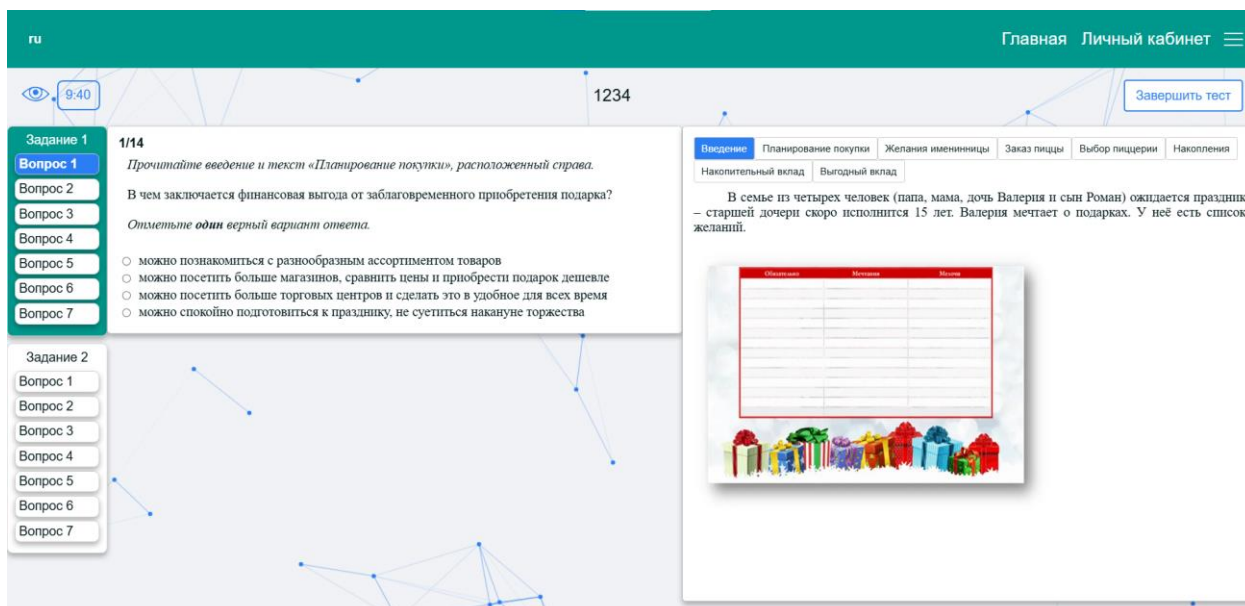 ru
Главная Личный кабинет
9:40
1234
Завершить тест
Задание 1
Вопрос 1
Вопрос 2
Вопрос 3
Вопрос 4
Вопрос 5
Вопрос 6
Вопрос 7
Задание 2
Вопрос 1
Вопрос 2
Вопрос 3
Вопрос 4
Вопрос 5
Вопрос 6
Вопрос 7
1/14
Прочитайте введение и текст «Планирование покупки», расположенный справа.
В чем заключается финансовая выгода от заблаговременного приобретения подарка?
Отметьте один верный вариант ответа.
можно познакомиться с разнообразным ассортиментом товаров
можно посетить больше магазинов, сравнить цены и приобрести подарок дешевле
можно посетить больше торговых центров и сделать это в удобное для всех время
можно спокойно подготовиться к празднику, не суетиться накануне торжества
Введение Планирование покупки Желания именинницы Заказ пиццы Выбор пиццерии Накопления
Накопительный вклад Выгодный вклад
В семье из четырех человек (папа, мама, дочь Валерия и сын Роман) ожидается праздник
– старшей дочери скоро исполнится 15 лет. Валерия мечтает о подарках. У неё есть список
желаний.
Обязательно Мечтания Мелочи